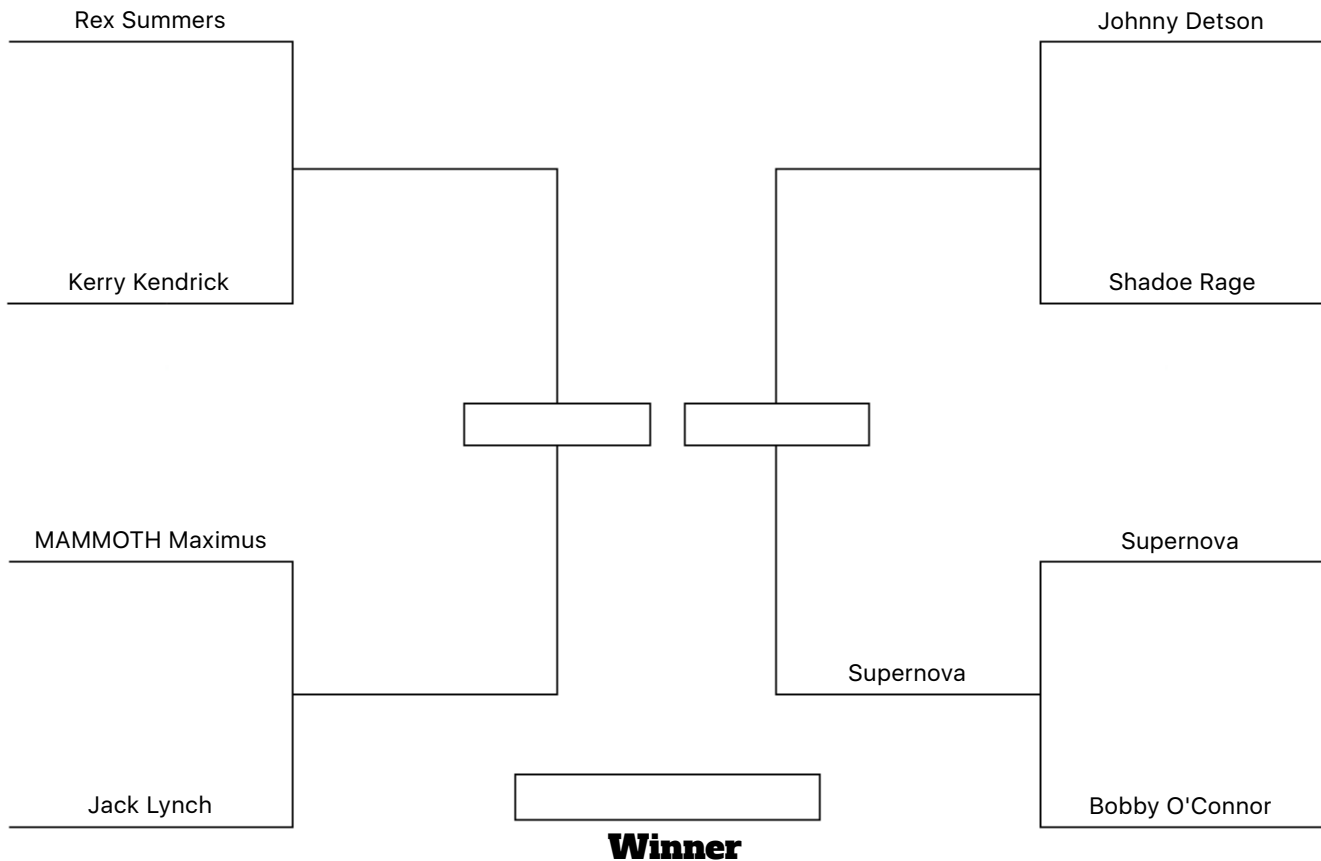 Rex Summers
Johnny Detson
Kerry Kendrick
Shadoe Rage
MAMMOTH Maximus
Supernova
Supernova
Jack Lynch
Bobby O'Connor
Winner